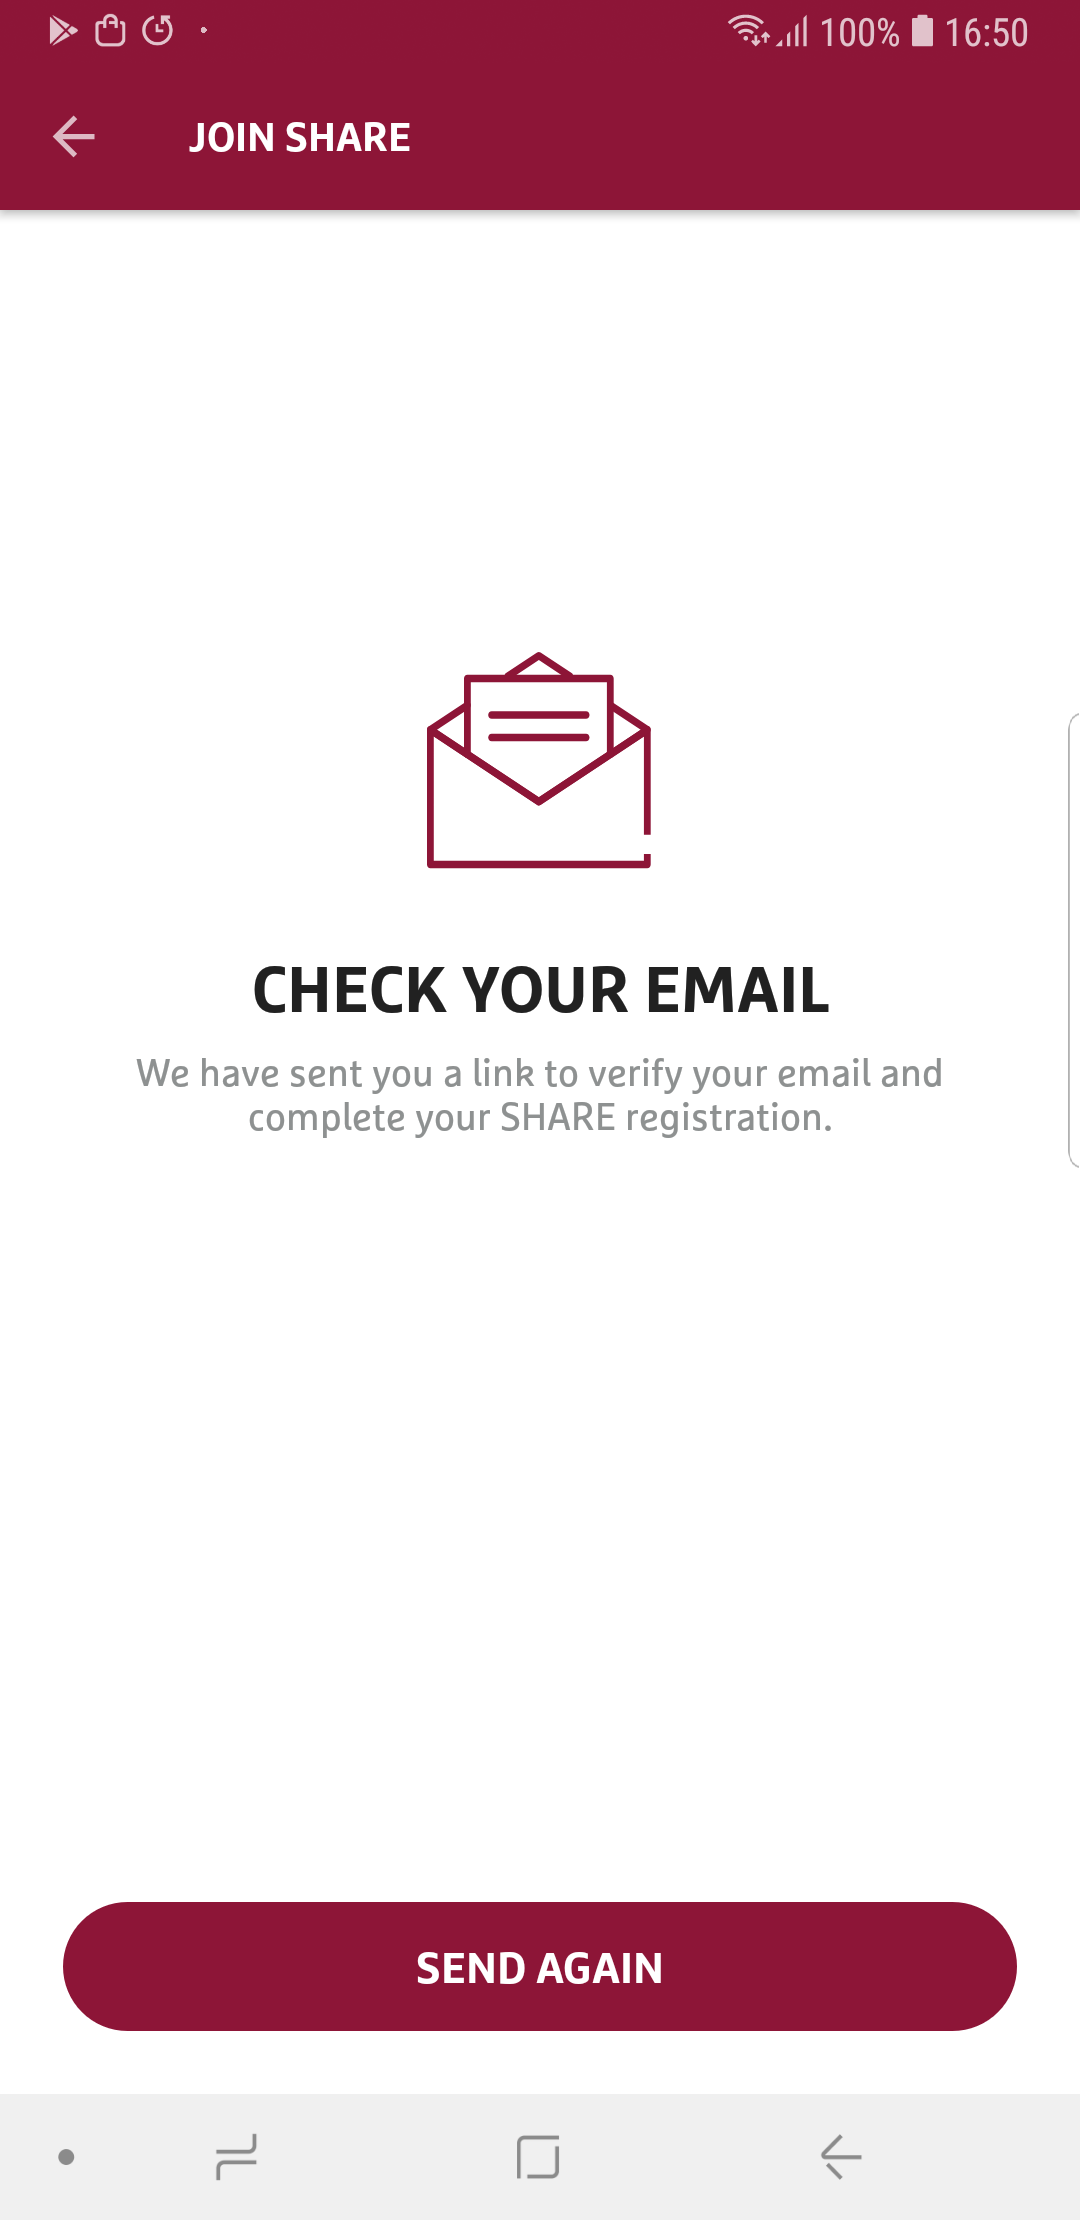 100% 16:50
JOIN SHARE
CHECK YOUR EMAIL
We have sent you a link to verify your email and
complete your SHARE registration.
SEND AGAIN